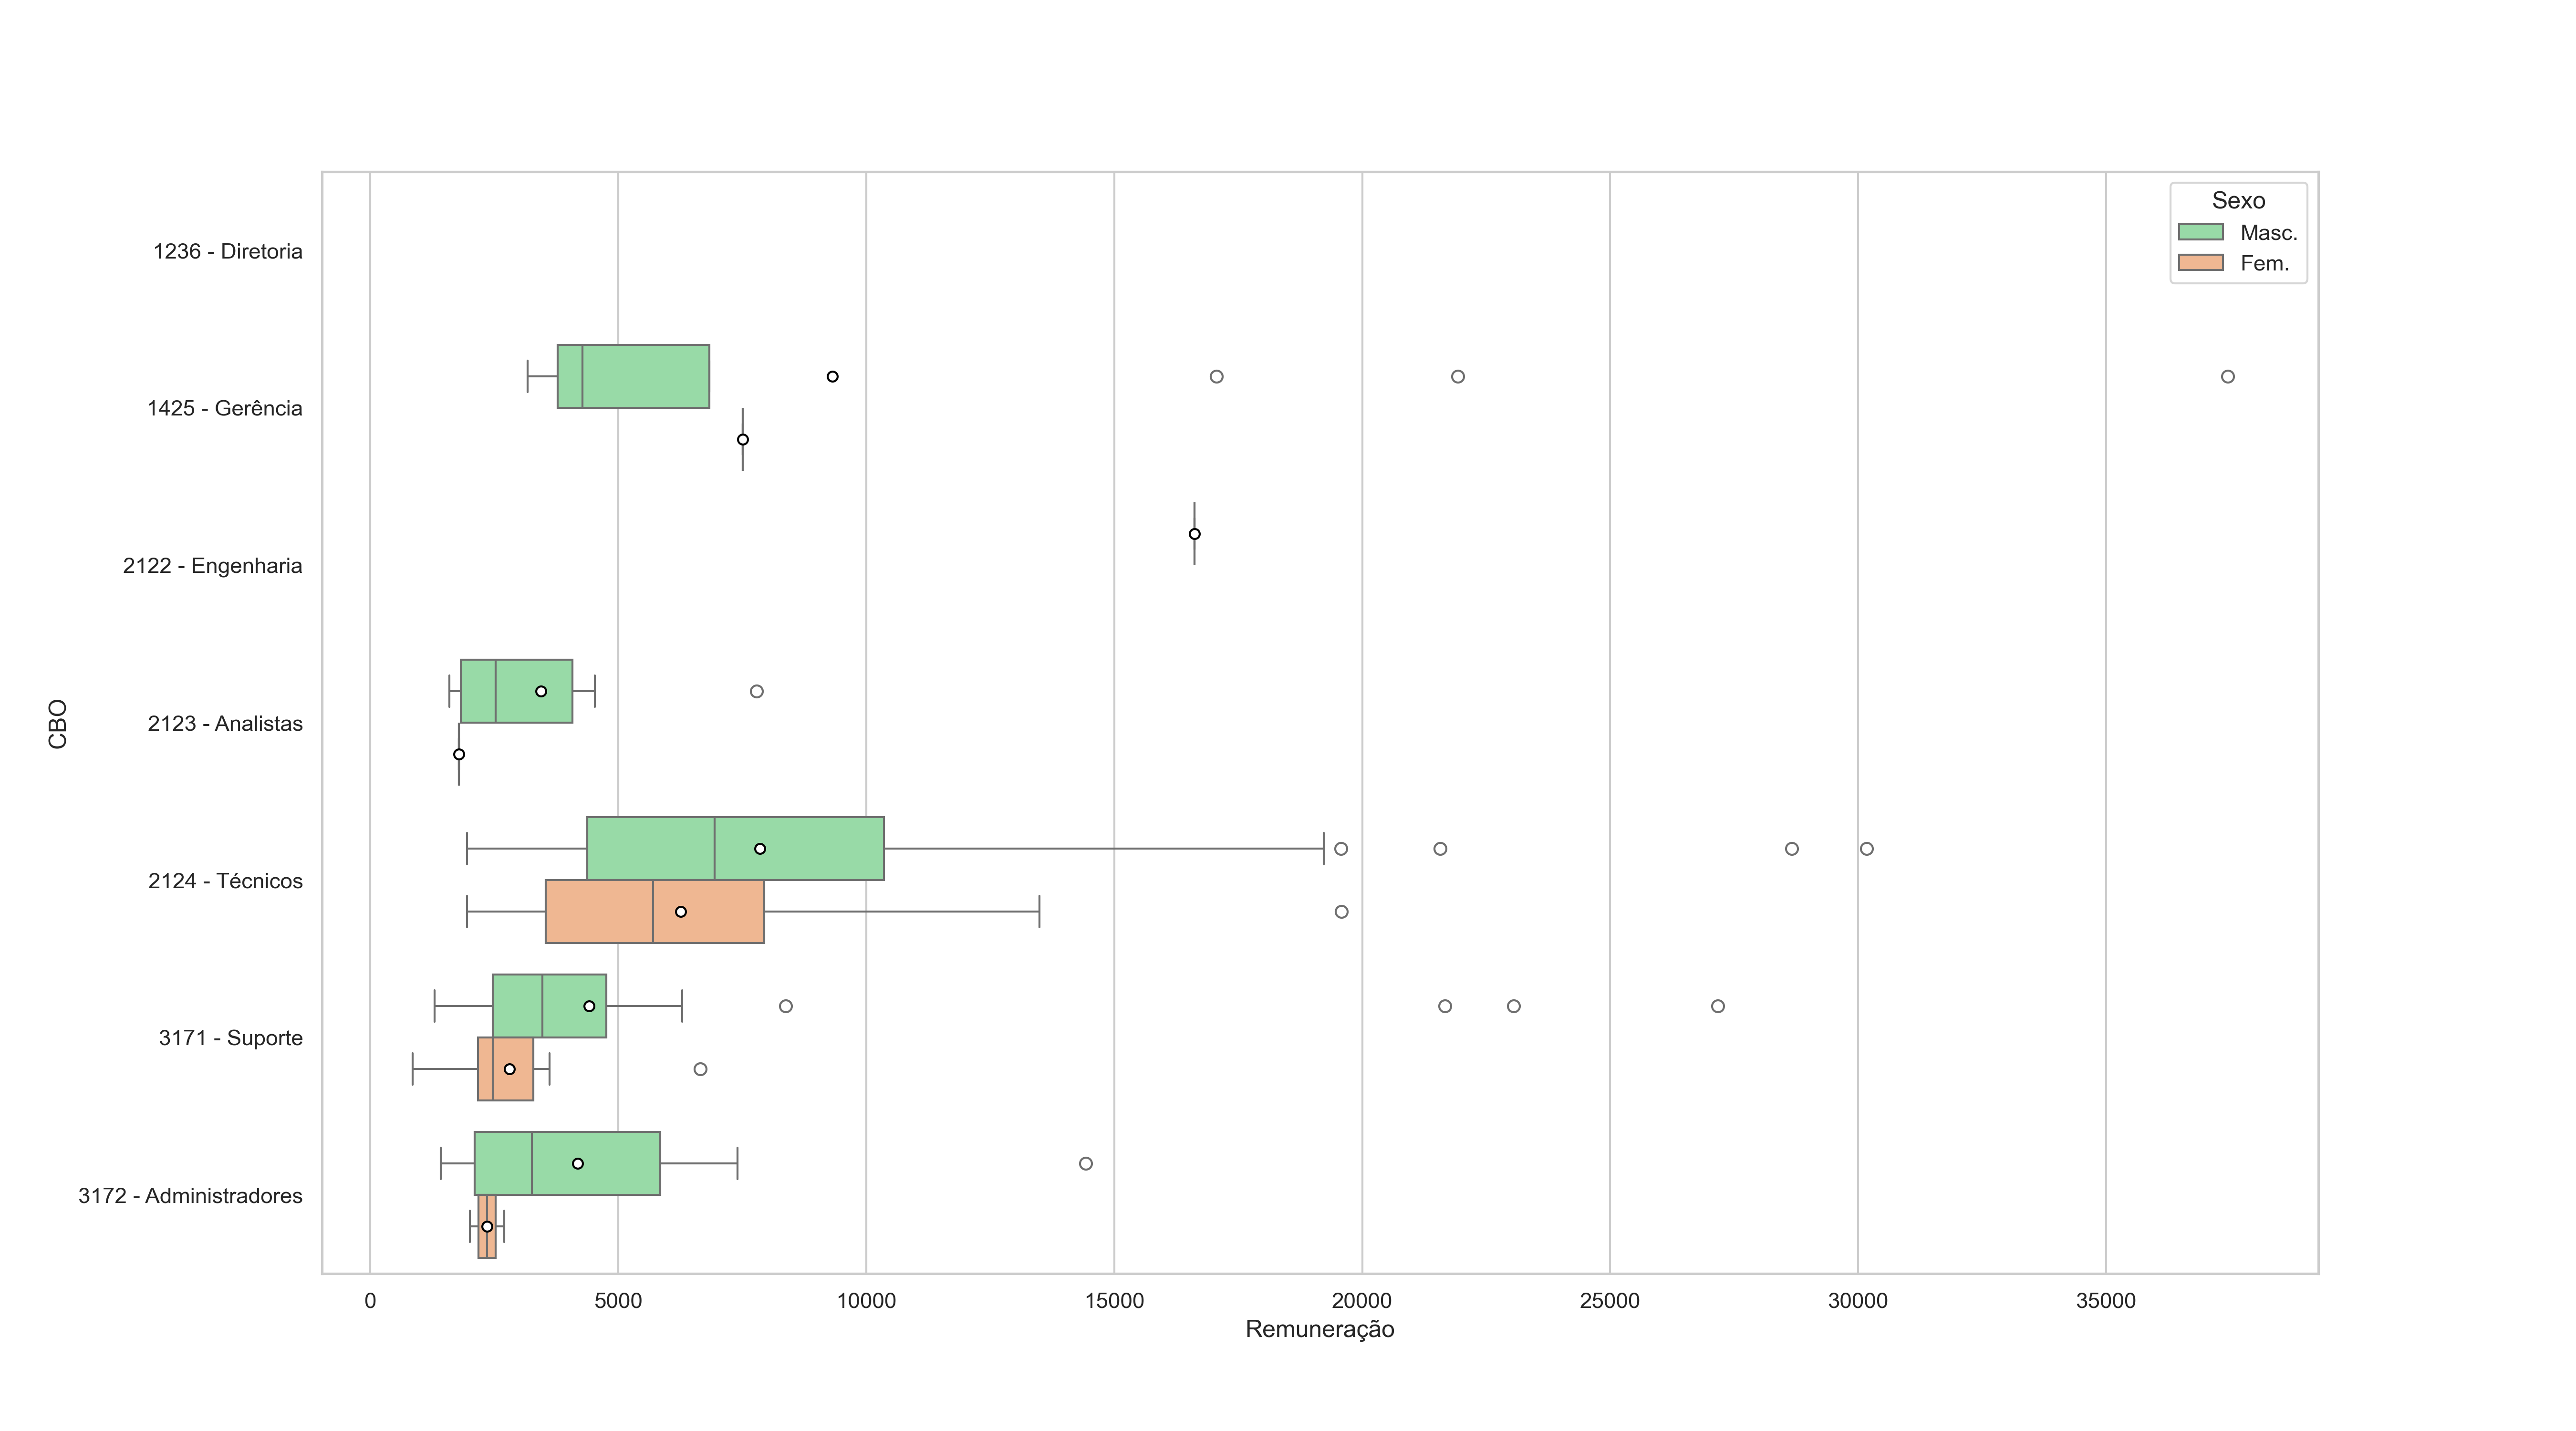 Sexo
Masc.
Fem.
CBO
1236 - Diretoria
1425 - Gerência
2122 - Engenharia
2123 - Analistas
2124 - Técnicos
3171 - Suporte
3172 - Administradores
0 5000 10000 15000 20000 25000 30000 35000
Remuneração